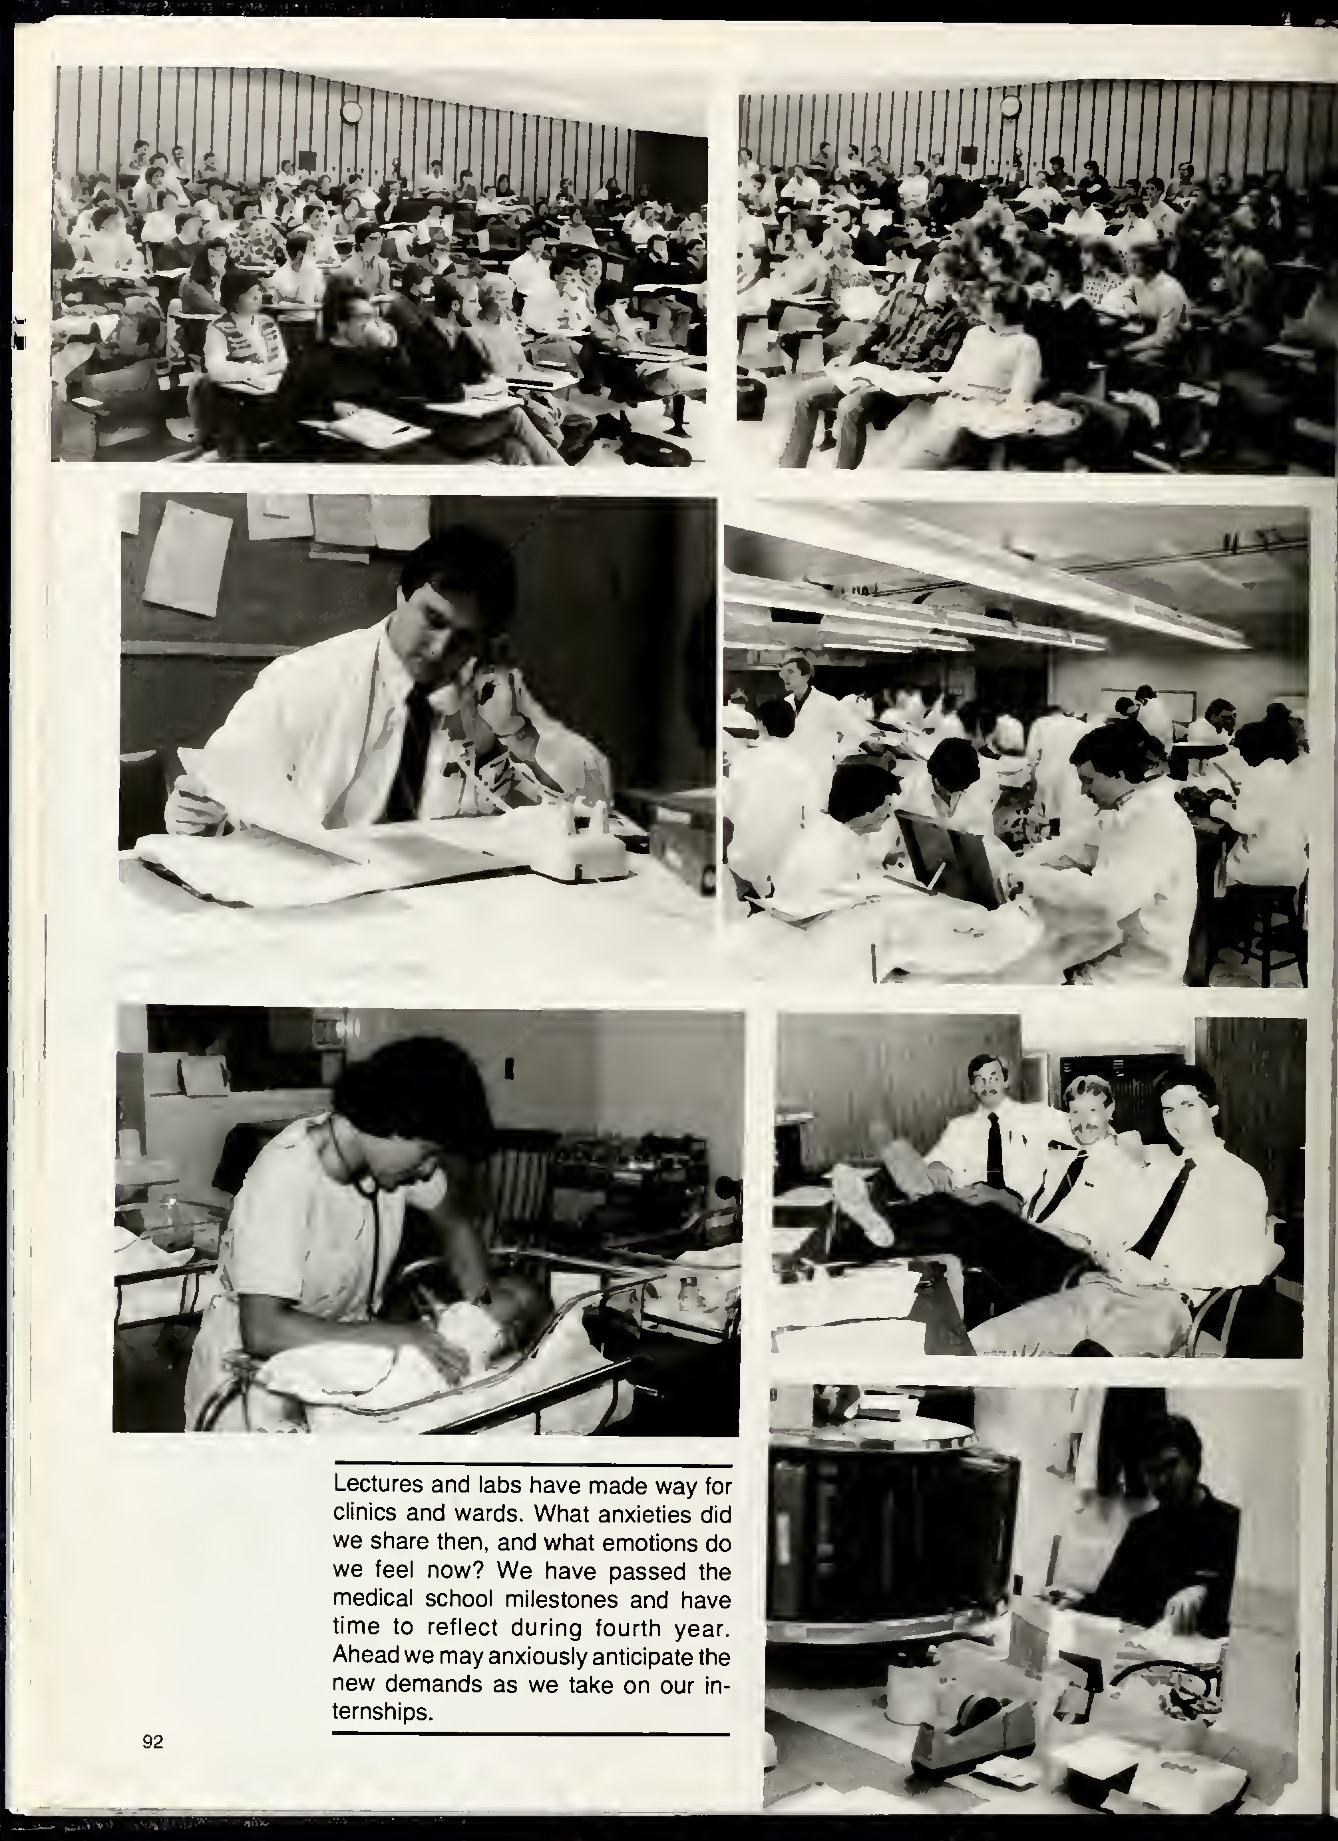 Lectures and labs have made way for
clinics and wards. What anxieties did
we share then, and what emotions do
we feel now? We have passed the
medical school milestones and have
time to reflect during fourth year.
Ahead we may anxiously anticipate the
new demands as we take on our in-
ternships.
92